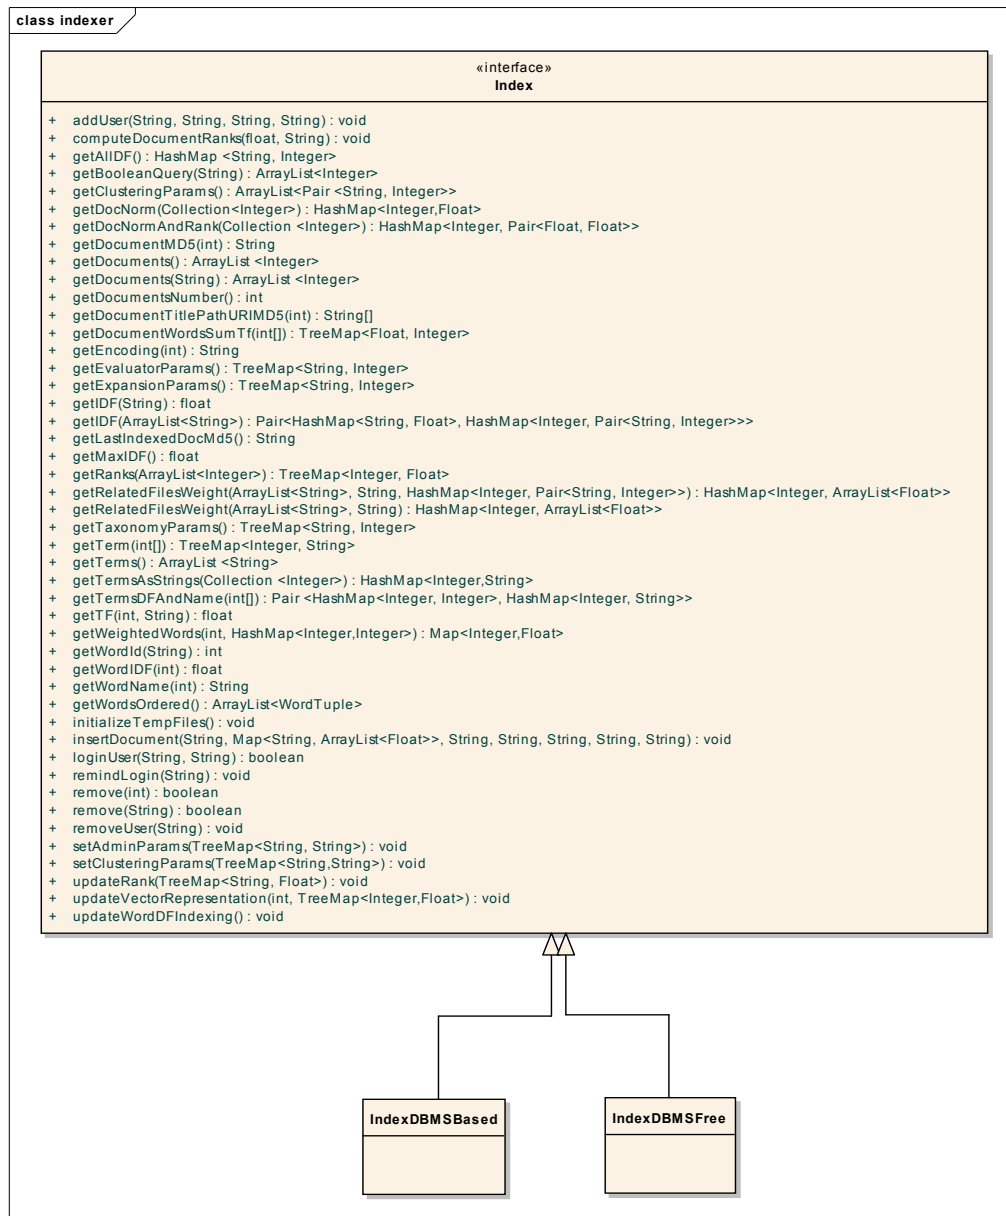 class indexer
«interface»
Index
+ addUser(String, String, String, String) : void
+ computeDocumentRanks(float, String) : void
+ getAllDF() : HashMap <String, Integer>
+ getBooleanQuery(String) : ArrayList<Integer>
+ getClusteringParams() : ArrayList<Pair <String, Integer>>
+ getDocNorm(Collection<Integer>) : HashMap<Integer,Float>
+ getDocNormAndRank(Collection <Integer>) : HashMap<Integer, Pair<Float, Float>>
+ getDocumentMD5(int) : String
+ getDocuments() : ArrayList <Integer>
+ getDocuments(String) : ArrayList <Integer>
+ getDocumentsNumber() : int
+ getDocumentTitlePathURIMD5(int) : String[]
+ getDocumentWordsSumTf(int[]) : TreeMap<Float, Integer>
+ getEncoding(int) : String
+ getEvaluatorParams() : TreeMap<String, Integer>
+ getExpansionParams() : TreeMap<String, Integer>
+ getIDF(String) : float
+ getIDF(ArrayList<String>) : Pair<HashMap<String, Float>, HashMap<Integer, Pair<String, Integer>>>
+ getLastIndexedDocMd5() : String
+ getMaxIDF() : float
+ getRanks(ArrayList<Integer>) : TreeMap<Integer, Float>
+ getRelatedFilesWeight(ArrayList<String>, String, HashMap<Integer, Pair<String, Integer>>) : HashMap<Integer, ArrayList<Float>>
+ getRelatedFilesWeight(ArrayList<String>, String) : HashMap<Integer, ArrayList<Float>>
+ getTaxonomyParams() : TreeMap<String, Integer>
+ getTerm(int[]) : TreeMap<Integer, String>
+ getTerms() : ArrayList <String>
+ getTermsAsStrings(Collection <Integer>) : HashMap<Integer,String>
+ getTermsDFAndName(int[]) : Pair <HashMap<Integer, Integer>, HashMap<Integer, String>>
+ getTF(int, String) : float
+ getWeightedWords(int, HashMap<Integer,Integer>) : Map<Integer,Float>
+ getWordId(String) : int
+ getWordIDF(int) : float
+ getWordName(int) : String
+ getWordsOrdered() : ArrayList<WordTuple>
+ initializeTempFiles() : void
+ insertDocument(String, Map<String, ArrayList<Float>>, String, String, String, String, String) : void
+ loginUser(String, String) : boolean
+ remindLogin(String) : void
+ remove(int) : boolean
+ remove(String) : boolean
+ removeUser(String) : void
+ setAdminParams(TreeMap<String, String>) : void
+ setClusteringParams(TreeMap<String,String>) : void
+ updateRank(TreeMap<String, Float>) : void
+ updateVectorRepresentation(int, TreeMap<Integer,Float>) : void
+ updateWordDFIndexing() : void
IndexDBMSBased
IndexDBMSFree